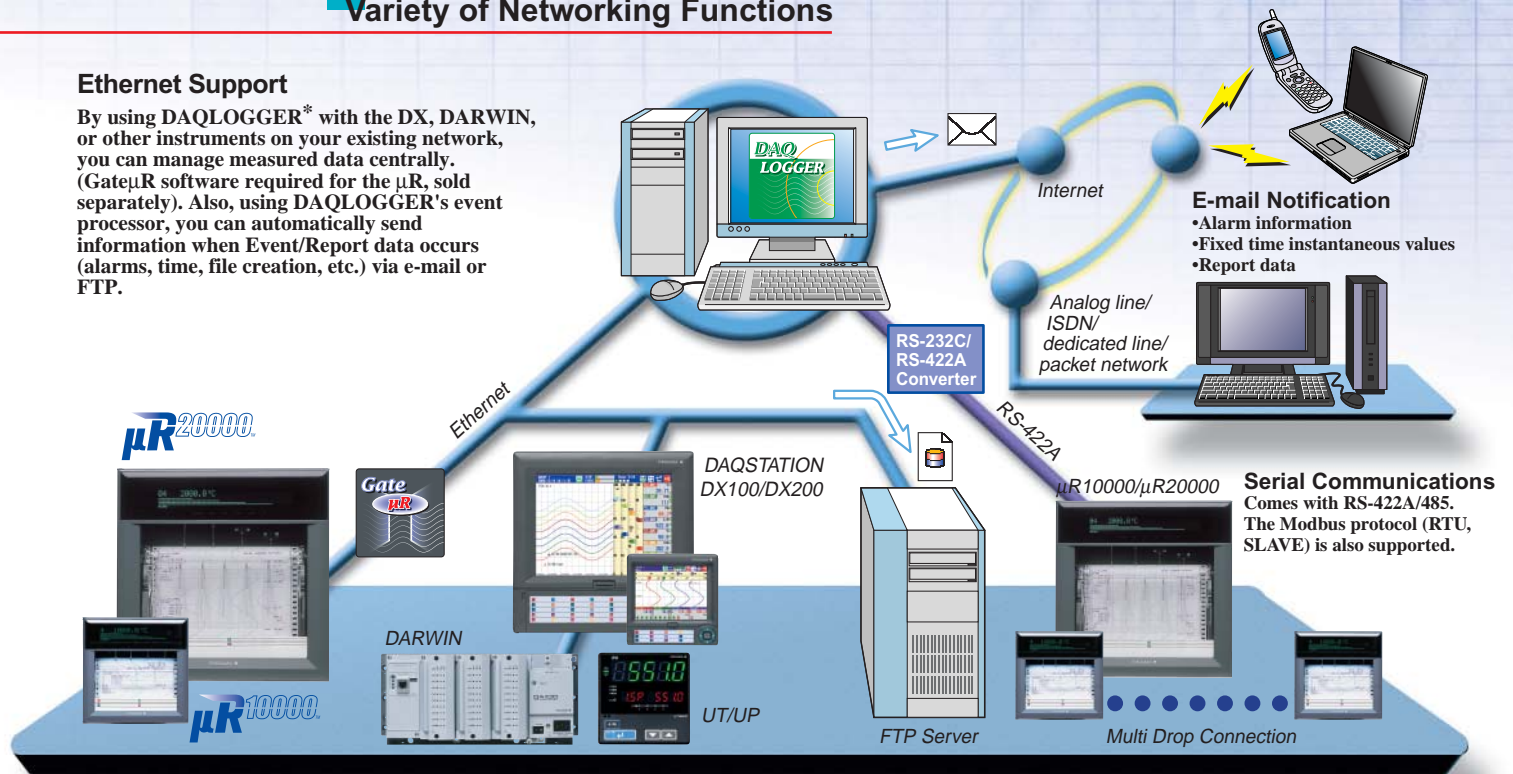 Variety of Networking Functions
Ethernet Support
By using DAQLOGGER* with the DX, DARWIN,
or other instruments on your existing network,
you can manage measured data centrally.
(GateµR software required for the µR, sold
separately). Also, using DAQLOGGER's event
processor, you can automatically send
information when Event/Report data occurs
(alarms, time, file creation, etc.) via e-mail or
FTP.
DAQ
LOGGER
Internet
E-mail Notification
•Alarm information
•Fixed time instantaneous values
•Report data
Analog line/
ISDN/
dedicated line/
packet network
RS-232C/
RS-422A
Converter
Ethernet
RS-422A
µR20000
Gate
µR
DAQSTATION
DX100/DX200
µR10000/µR20000
Serial Communications
Comes with RS-422A/485.
The Modbus protocol (RTU,
SLAVE) is also supported.
µR10000
DARWIN
UT/UP
FTP Server
Multi Drop Connection